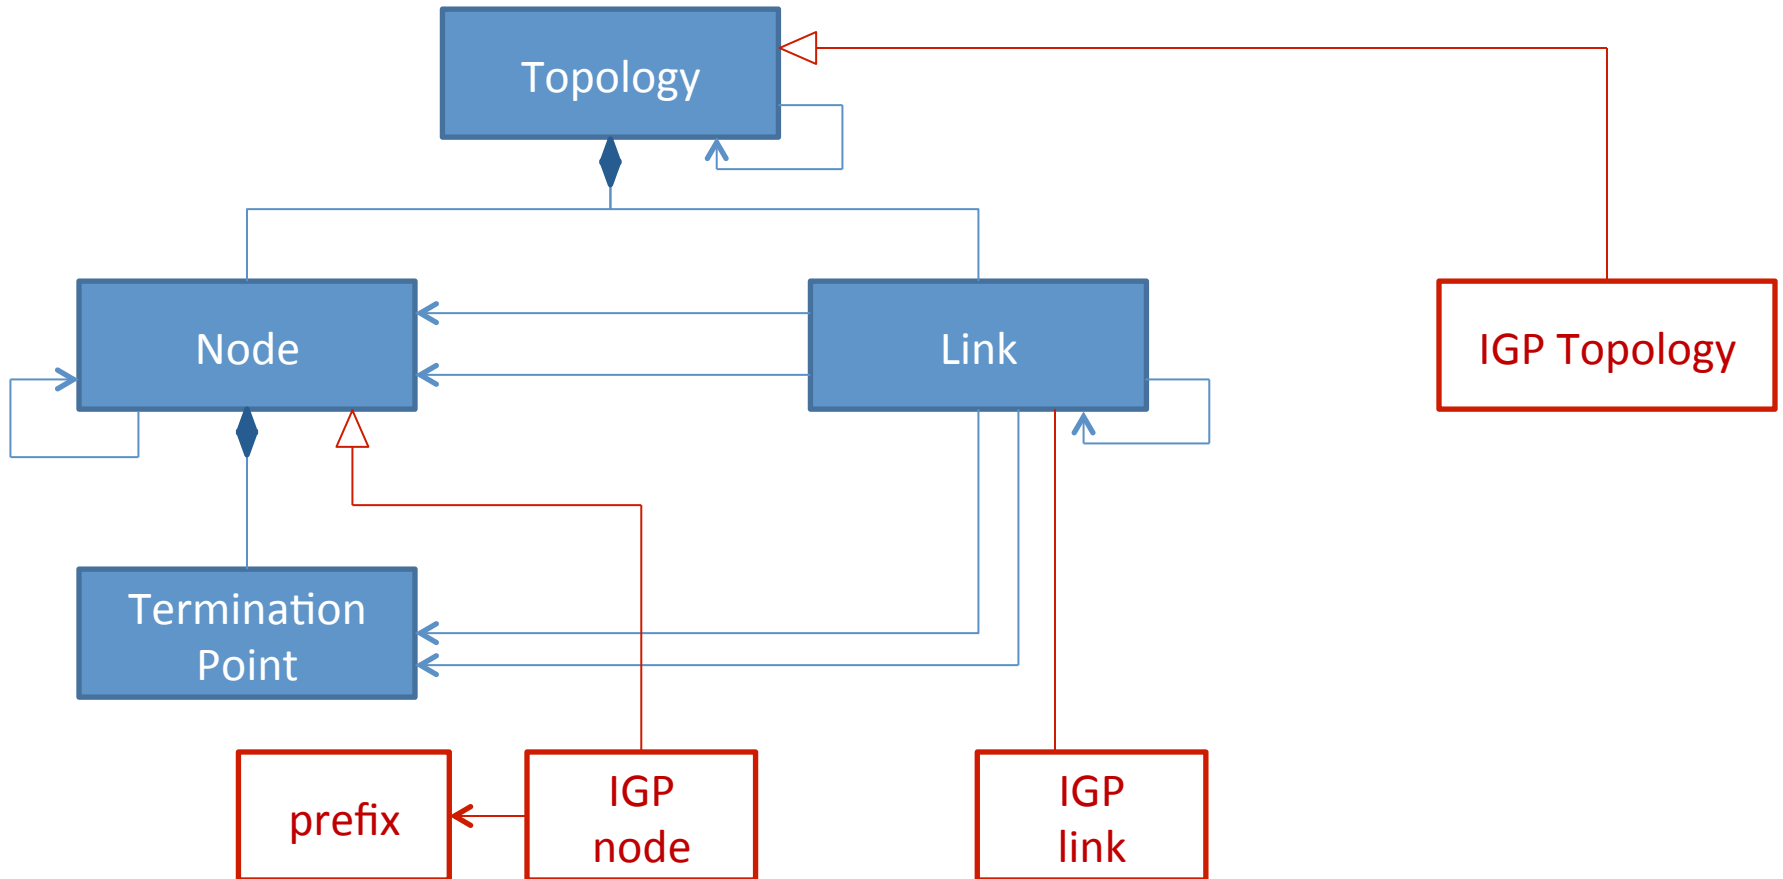 Topology
Node
Link
IGP Topology
Termination
Point
prefix
IGP
node
IGP
link